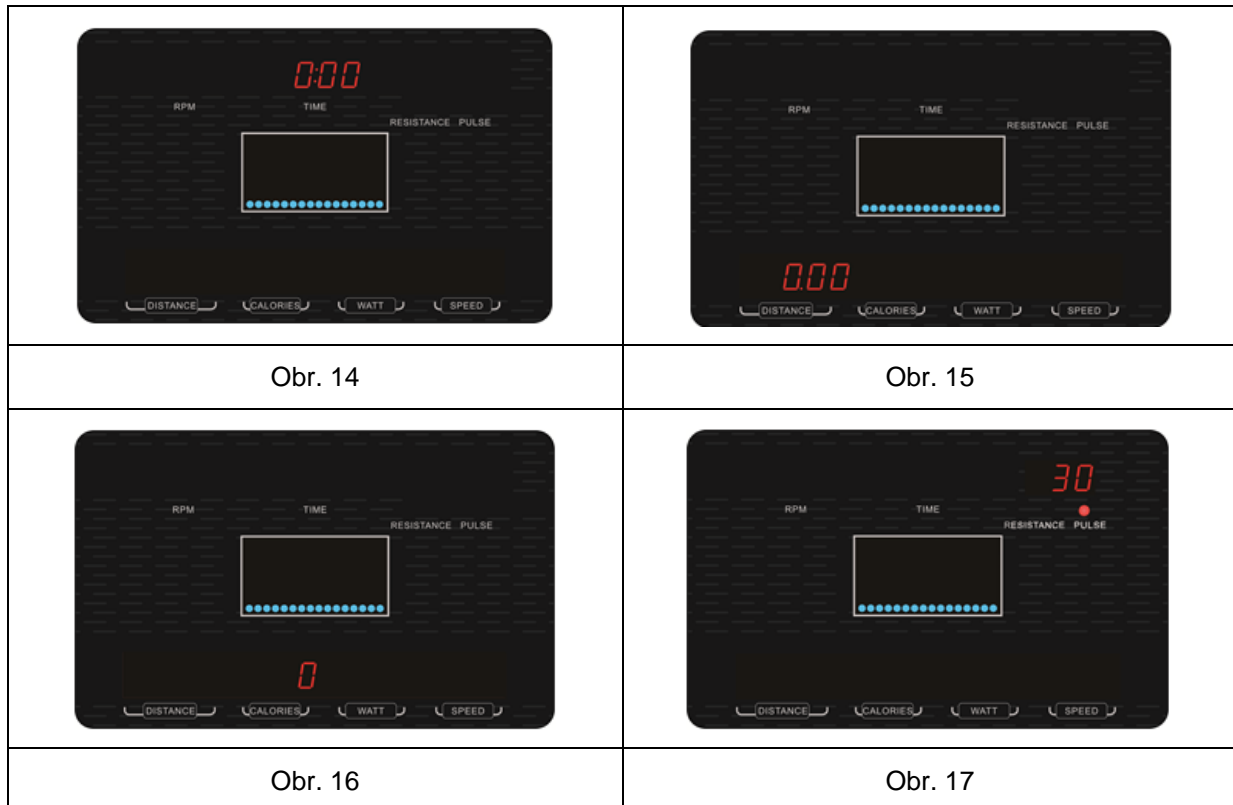 0:00
RPM TIME
RESISTANCE PULSE
DISTANCE CALORIES WATT SPEED
Obr. 14
RPM TIME
RESISTANCE PULSE
0.00
DISTANCE CALORIES WATT SPEED
Obr. 15
RPM TIME
RESISTANCE PULSE
0
DISTANCE CALORIES WATT SPEED
Obr. 16
30
RPM TIME
RESISTANCE PULSE
DISTANCE CALORIES WATT SPEED
Obr. 17